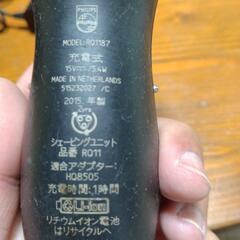 PHILIPS
MODEL:RQ1187
充電式
15V⎓/5.4W
MADE IN NETHERLANDS
515232027 /C
2015 年製
シェービングユニット
品番 RQ11
適合アダプター:
HQ8505
充電時間:1時間
Li-ion
リチウムイオン電池
はリサイクルへ